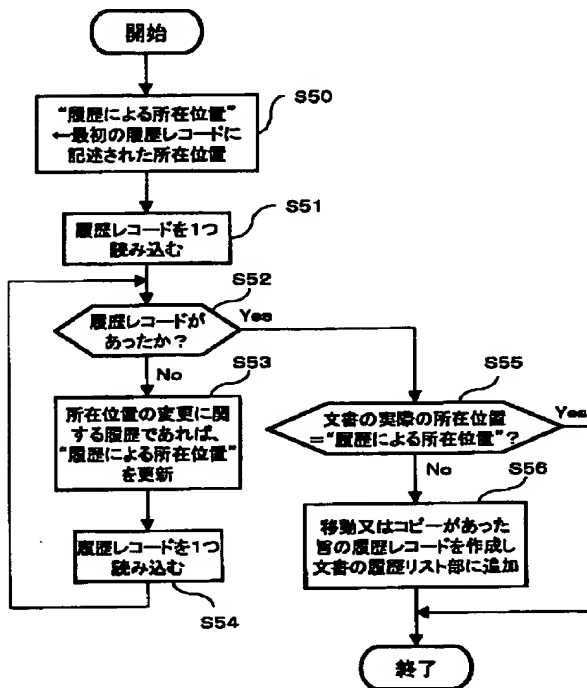 開始
S50
“履歴による所在位置”
←最初の履歴レコードに
記述された所在位置
S51
履歴レコードを1つ
読み込む
S52
履歴レコードが
あったか?
Yes
No
S53
所在位置の変更に関
する履歴であれば、
“履歴による所在位置”
を更新
履歴レコードを1つ
読み込む
S54
S55
文書の実際の所在位置
=“履歴による所在位置”?
Yes
No
S56
移動又はコピーがあった
旨の履歴レコードを作成し
文書の履歴リスト部に追加
終了